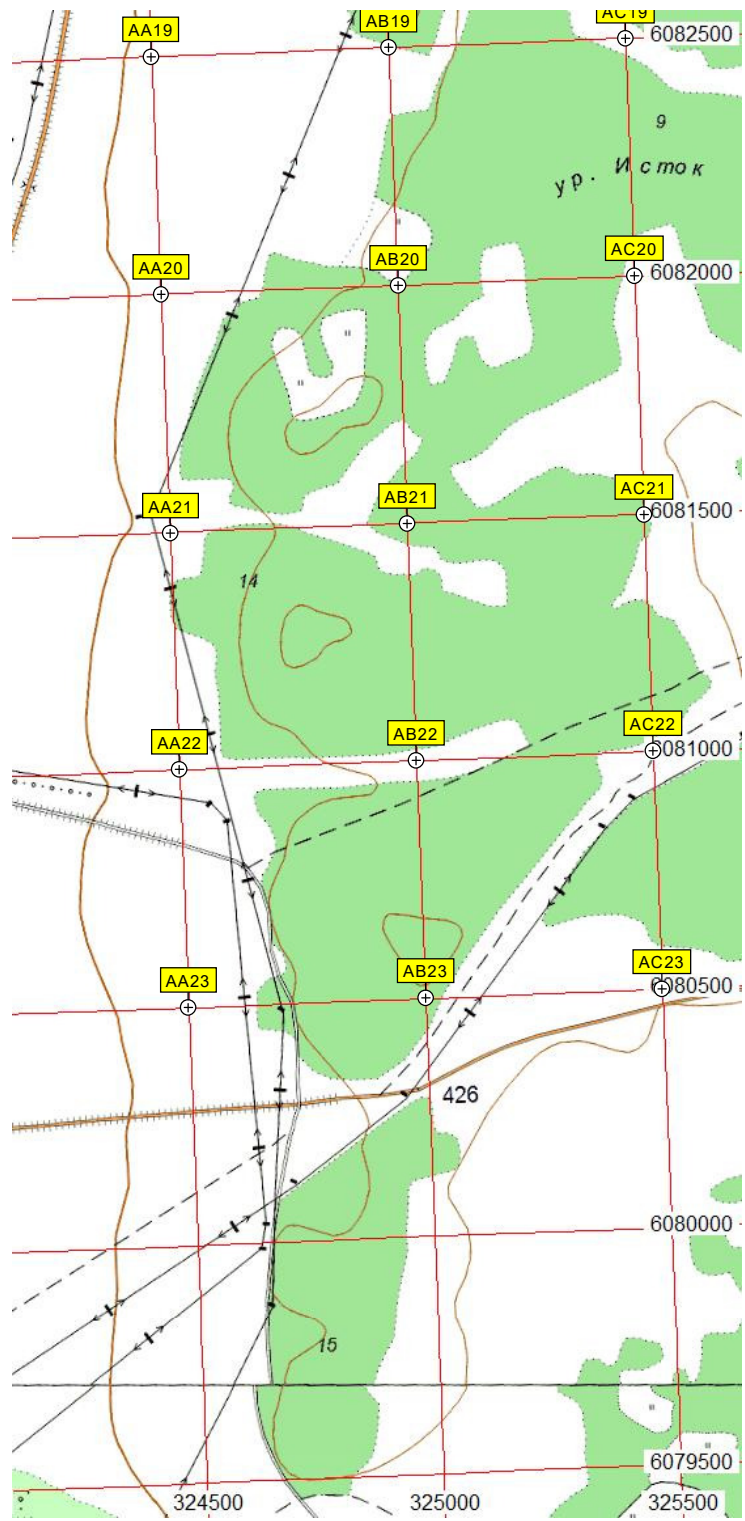 AA19
AB19
AC19
6082500
9
ур. Исток
AA20
AB20
AC20
6082000
AA21
AB21
AC21
6081500
14
AA22
AB22
AC22
6081000
AA23
AB23
AC23
6080500
426
6080000
15
6079500
324500
325000
325500